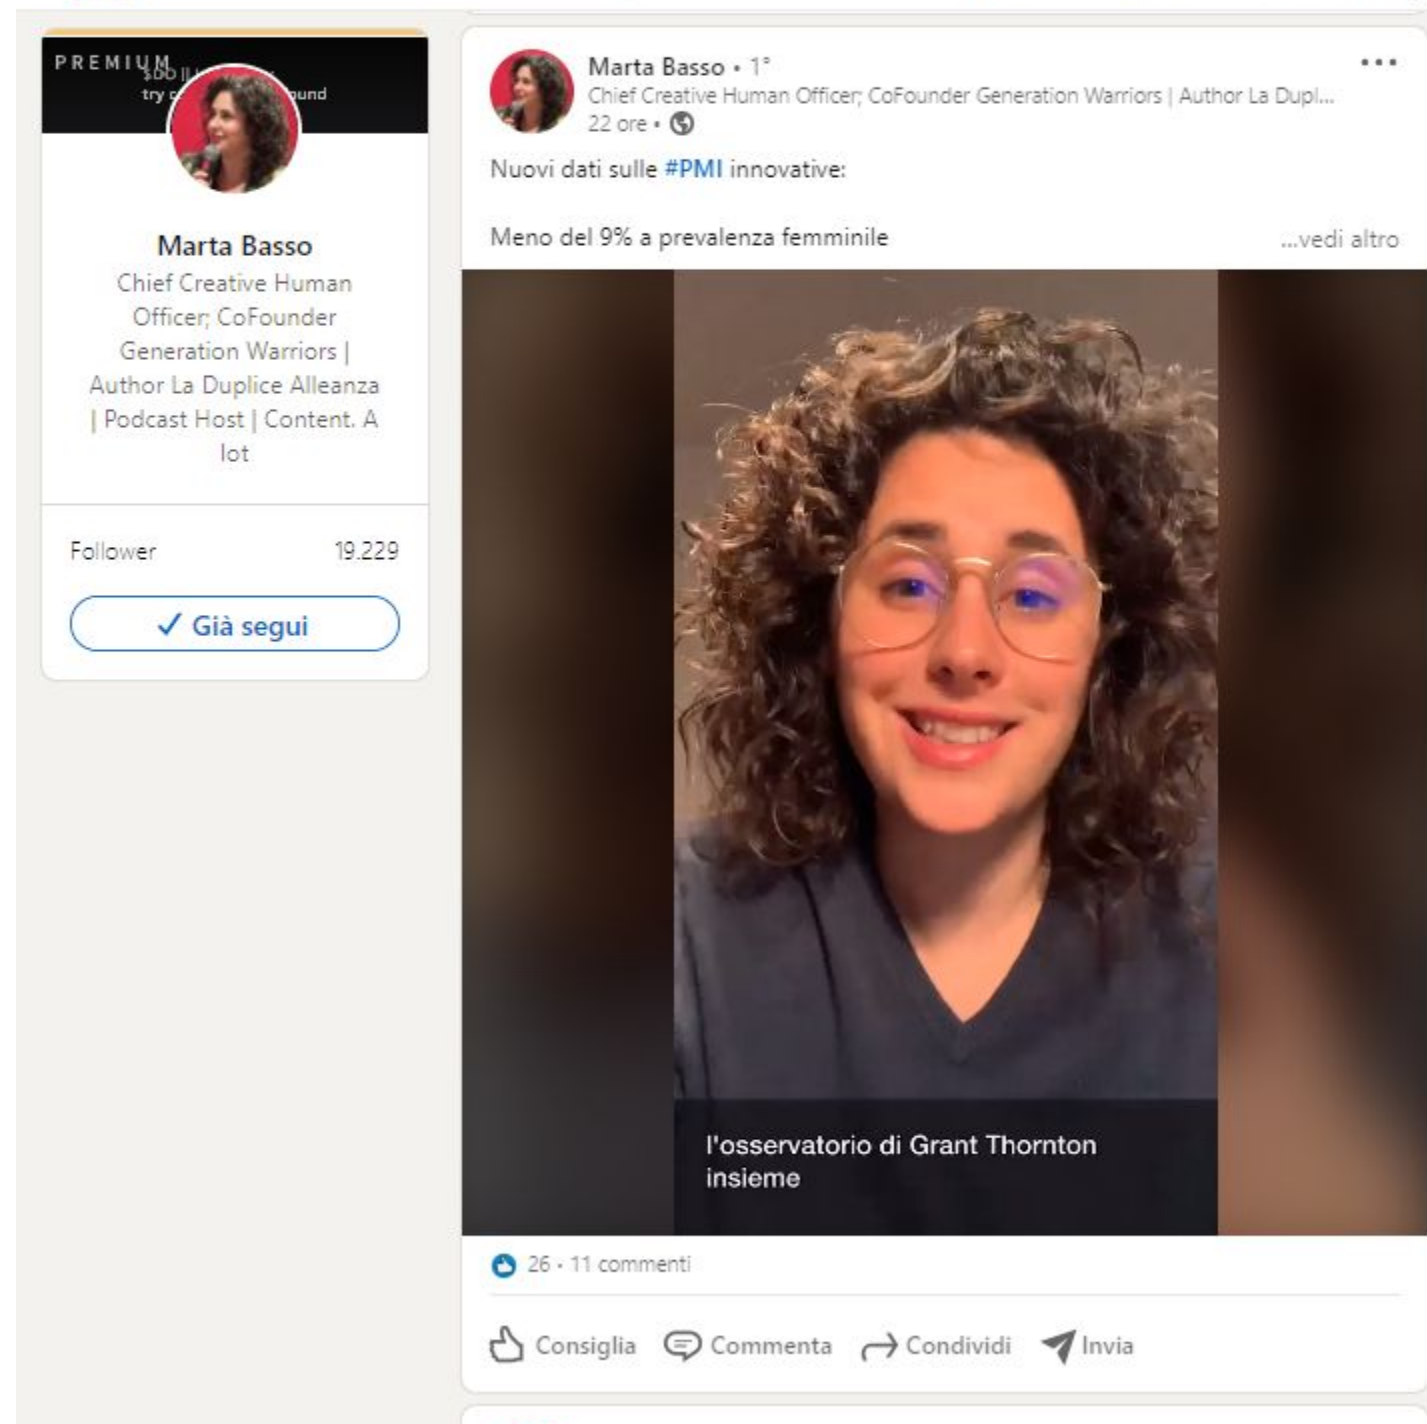 PREMIUM
try
ound
Marta Basso
Chief Creative Human
Officer; CoFounder
Generation Warriors |
Author La Duplice Alleanza
| Podcast Host | Content. A
lot
Follower 19.229
✓ Già segui
Marta Basso • 1°
Chief Creative Human Officer; CoFounder Generation Warriors | Author La Dupl...
22 ore •
Nuovi dati sulle #PMI innovative:
Meno del 9% a prevalenza femminile ...vedi altro
l'osservatorio di Grant Thornton
insieme
26 · 11 commenti
Consiglia Commenta Condividi Invia